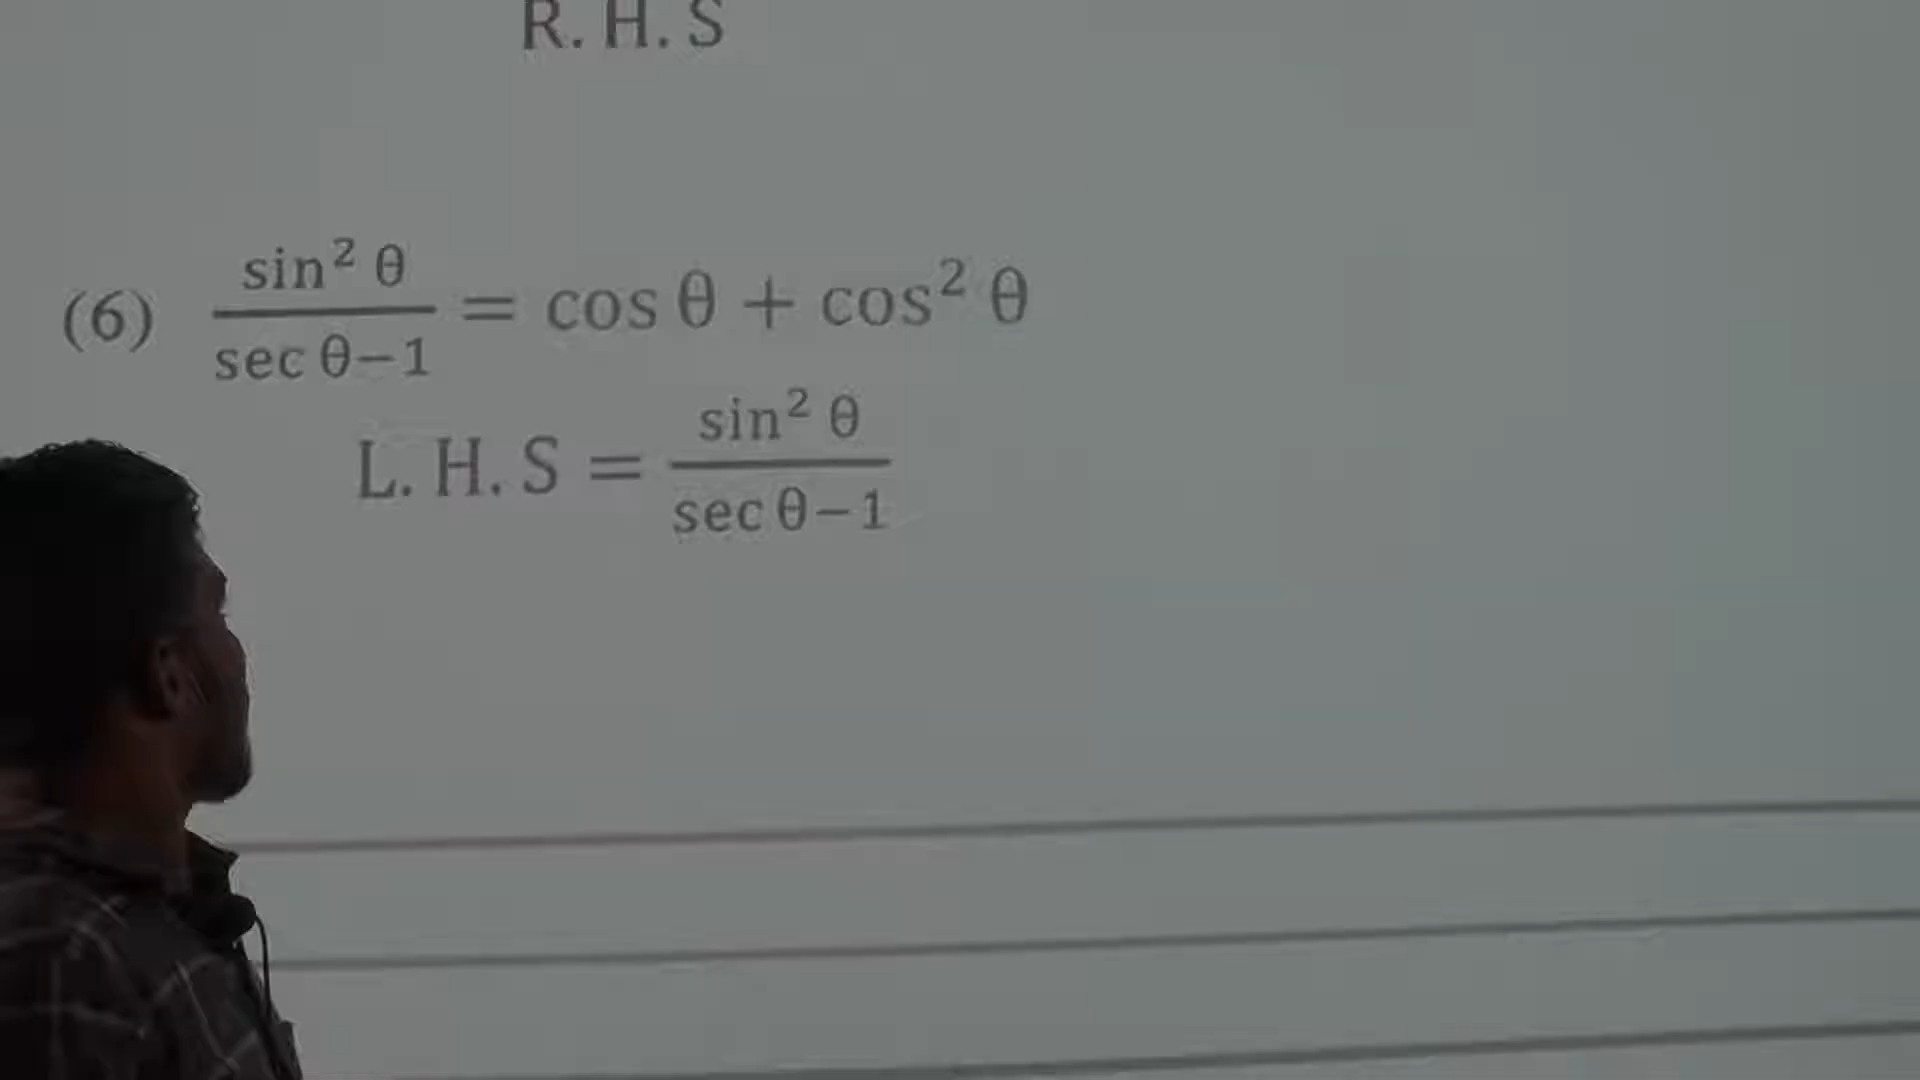 R. H. S
(6) sin² θ / sec θ−1 = cos θ + cos² θ
L. H. S = sin² θ / sec θ−1